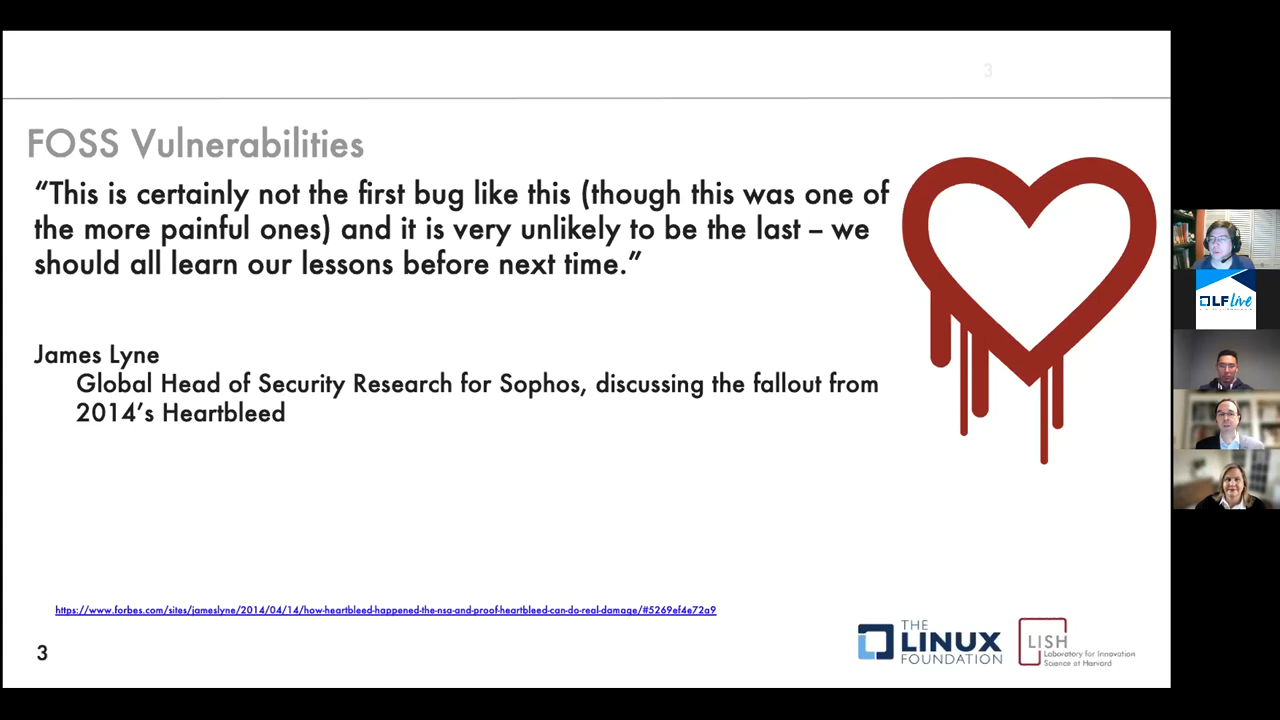 3
FOSS Vulnerabilities
“This is certainly not the first bug like this (though this was one of
the more painful ones) and it is very unlikely to be the last – we
should all learn our lessons before next time.”
James Lyne
Global Head of Security Research for Sophos, discussing the fallout from
2014’s Heartbleed
https://www.forbes.com/sites/jameslyne/2014/04/14/how-heartbleed-happened-the-nsa-and-proof-heartbleed-can-do-real-damage/#5269ef4e72a9
3
THE
LINUX
FOUNDATION
LISH
Laboratory for Innovation
Science at Harvard
LF Live